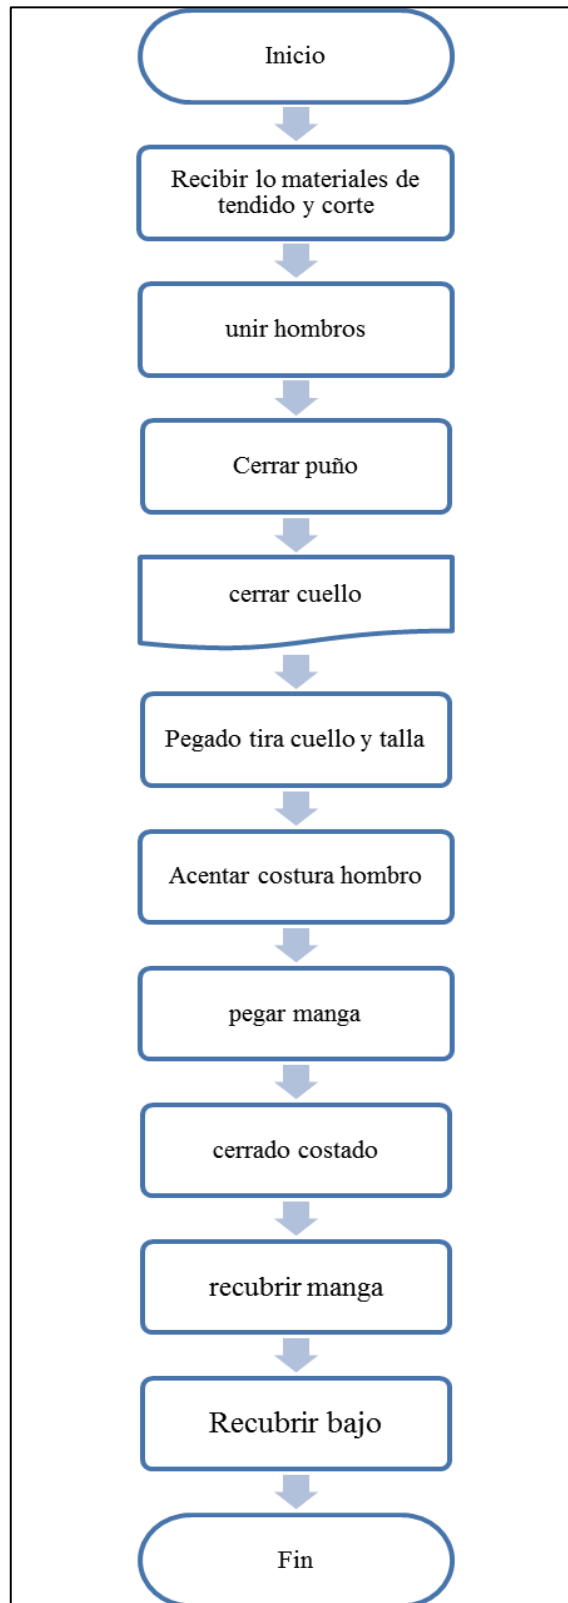 Inicio
Recibir lo materiales de
tendido y corte
unir hombros
Cerrar puño
cerrar cuello
Pegado tira cuello y talla
Acentar costura hombro
pegar manga
cerrado costado
recubrir manga
Recubrir bajo
Fin